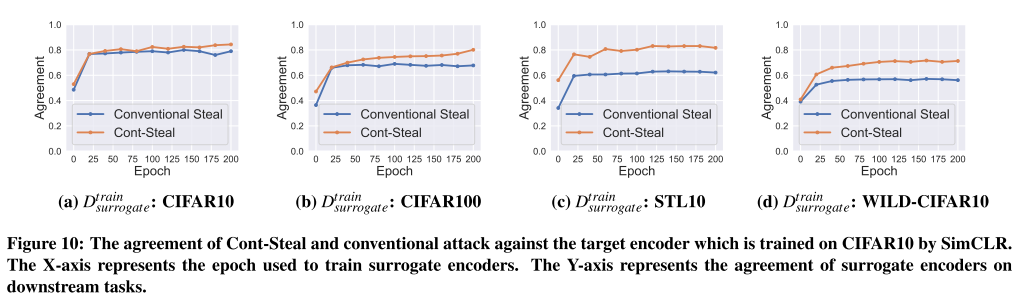 1.0
0.8
0.6
0.4
0.2
0.0
Agreement
Conventional Steal
Cont-Steal
0 25 50 75 100 125 150 175 200
Epoch
(a) D^{train}_{surrogate}: CIFAR10
1.0
0.8
0.6
0.4
0.2
0.0
Agreement
Conventional Steal
Cont-Steal
0 25 50 75 100 125 150 175 200
Epoch
(b) D^{train}_{surrogate}: CIFAR100
1.0
0.8
0.6
0.4
0.2
0.0
Agreement
Conventional Steal
Cont-Steal
0 25 50 75 100 125 150 175 200
Epoch
(c) D^{train}_{surrogate}: STL10
1.0
0.8
0.6
0.4
0.2
0.0
Agreement
Conventional Steal
Cont-Steal
0 25 50 75 100 125 150 175 200
Epoch
(d) D^{train}_{surrogate}: WILD-CIFAR10
Figure 10: The agreement of Cont-Steal and conventional attack against the target encoder which is trained on CIFAR10 by SimCLR.
The X-axis represents the epoch used to train surrogate encoders. The Y-axis represents the agreement of surrogate encoders on
downstream tasks.